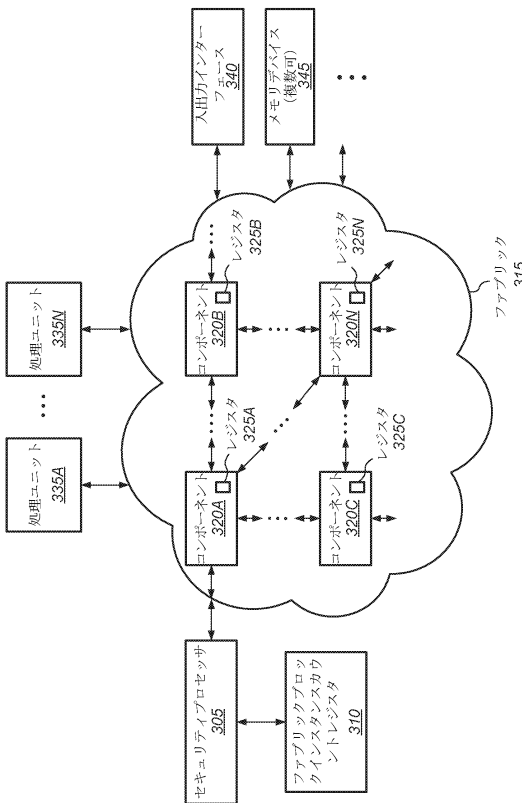 処理ユニット
335A
処理ユニット
335N
セキュリティプロセッサ
305
ファブリックブロッ
クインスタンスカウ
ントレジスタ
310
コンポーネント
320A
レジスタ
325A
コンポーネント
320B
レジスタ
325B
コンポーネント
320C
レジスタ
325C
コンポーネント
320N
レジスタ
325N
ファブリック
315
入出力インター
フェース
340
メモリデバイス
(複数可)
345